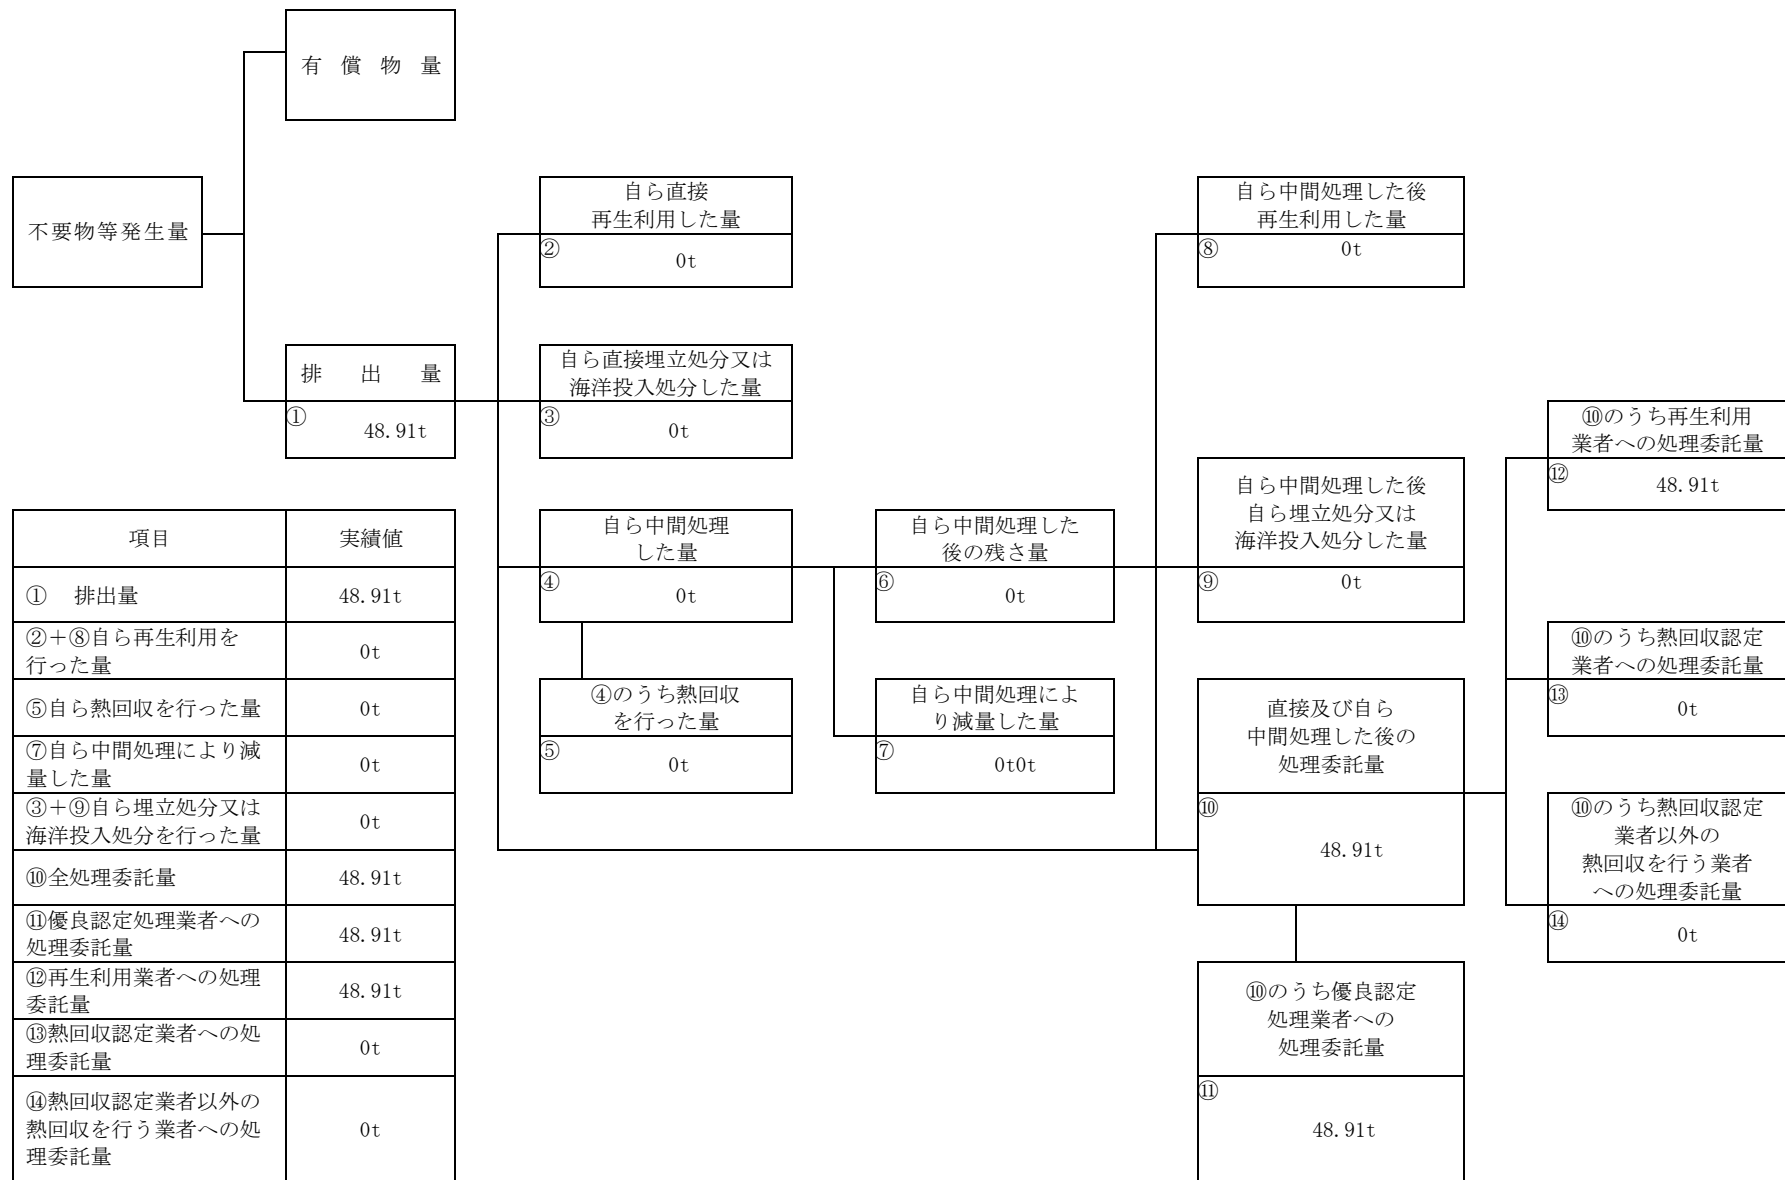 有償物量
不要物等発生量
排出量
①
48.91t
自ら直接
再生利用した量
②
0t
自ら直接埋立処分又は
海洋投入処分した量
③
0t
自ら中間処理
した量
④
0t
④のうち熱回収
を行った量
⑤
0t
自ら中間処理した
後の残さ量
⑥
0t
自ら中間処理によ
り減量した量
⑦
0t0t
自ら中間処理した後
再生利用した量
⑧
0t
自ら中間処理した後
自ら埋立処分又は
海洋投入処分した量
⑨
0t
直接及び自ら
中間処理した後の
処理委託量
⑩
48.91t
⑩のうち優良認定
処理業者への
処理委託量
⑪
48.91t
⑩のうち再生利用
業者への処理委託量
⑫
48.91t
⑩のうち熱回収認定
業者への処理委託量
⑬
0t
⑩のうち熱回収認定
業者以外の
熱回収を行う業者
への処理委託量
⑭
0t
項目 実績値
① 排出量 48.91t
②+⑧自ら再生利用を
行った量
0t
⑤自ら熱回収を行った量 0t
⑦自ら中間処理により減
量した量
0t
③+⑨自ら埋立処分又は
海洋投入処分を行った量
0t
⑩全処理委託量 48.91t
⑪優良認定処理業者への
処理委託量
48.91t
⑫再生利用業者への処理
委託量
48.91t
⑬熱回収認定業者への処
理委託量
0t
⑭熱回収認定業者以外の
熱回収を行う業者への処
理委託量
0t